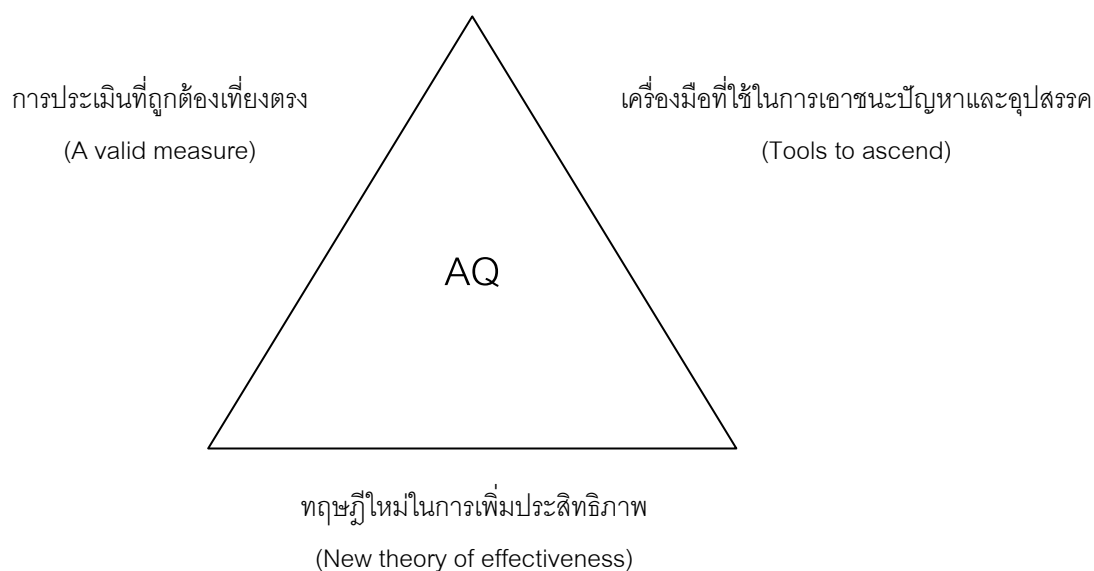 การประเมินที่ถูกต้องเที่ยงตรง
(A valid measure)
เครื่องมือที่ใช้ในการเอาชนะปัญหาและอุปสรรค
(Tools to ascend)
AQ
ทฤษฎีใหม่ในการเพิ่มประสิทธิภาพ
(New theory of effectiveness)